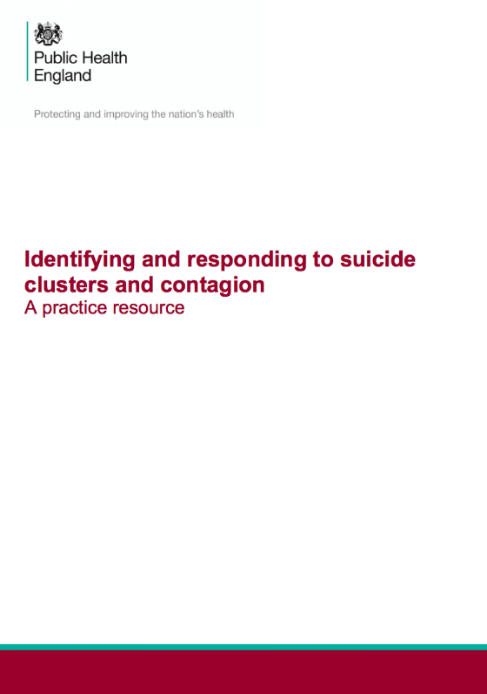 Public Health
England
Protecting and improving the nation's health
Identifying and responding to suicide
clusters and contagion
A practice resource